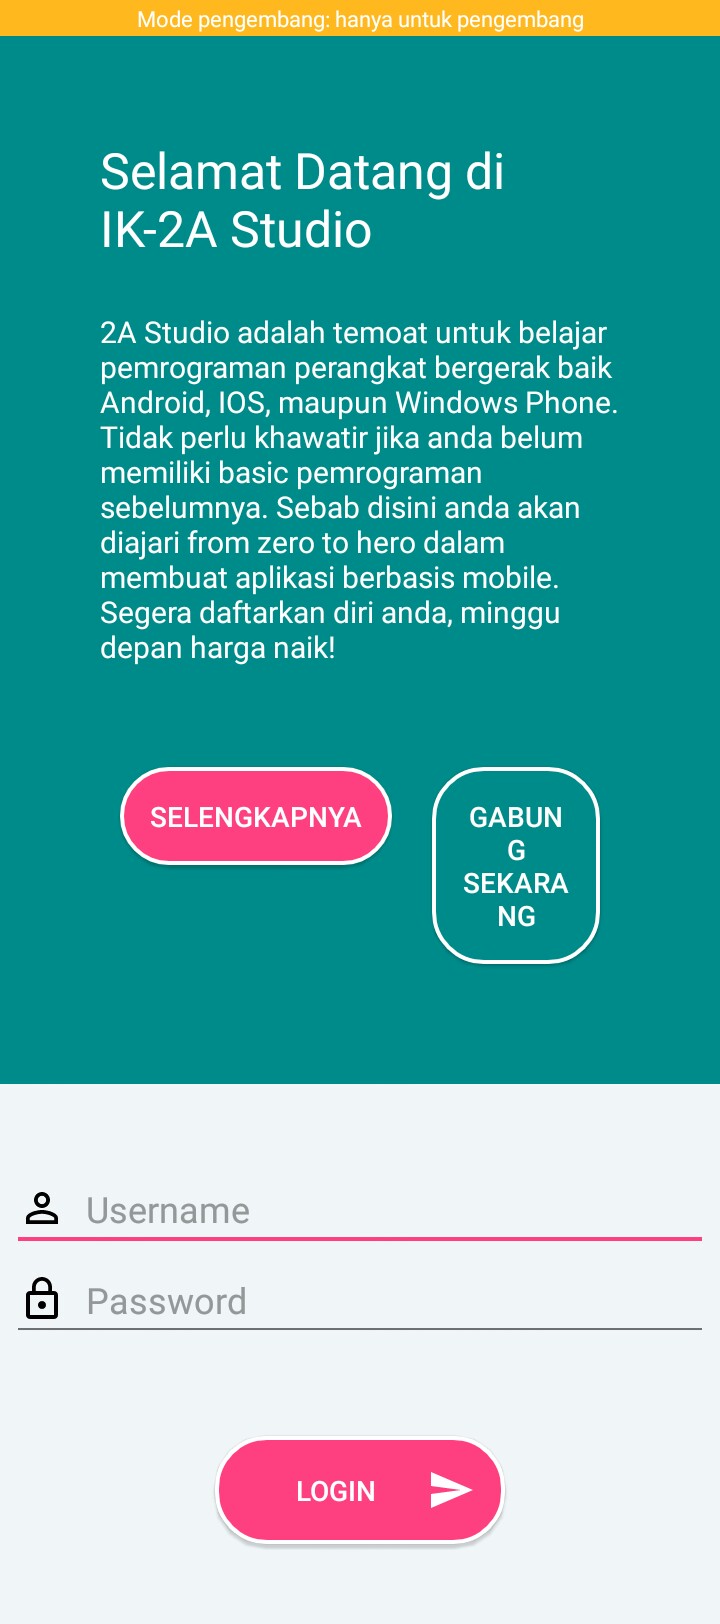 Mode pengembang: hanya untuk pengembang
Selamat Datang di
IK-2A Studio
2A Studio adalah temoat untuk belajar
pemrograman perangkat bergerak baik
Android, IOS, maupun Windows Phone.
Tidak perlu khawatir jika anda belum
memiliki basic pemrograman
sebelumnya. Sebab disini anda akan
diajari from zero to hero dalam
membuat aplikasi berbasis mobile.
Segera daftarkan diri anda, minggu
depan harga naik!
SELENGKAPNYA
GABUN
G
SEKARA
NG
Username
Password
LOGIN